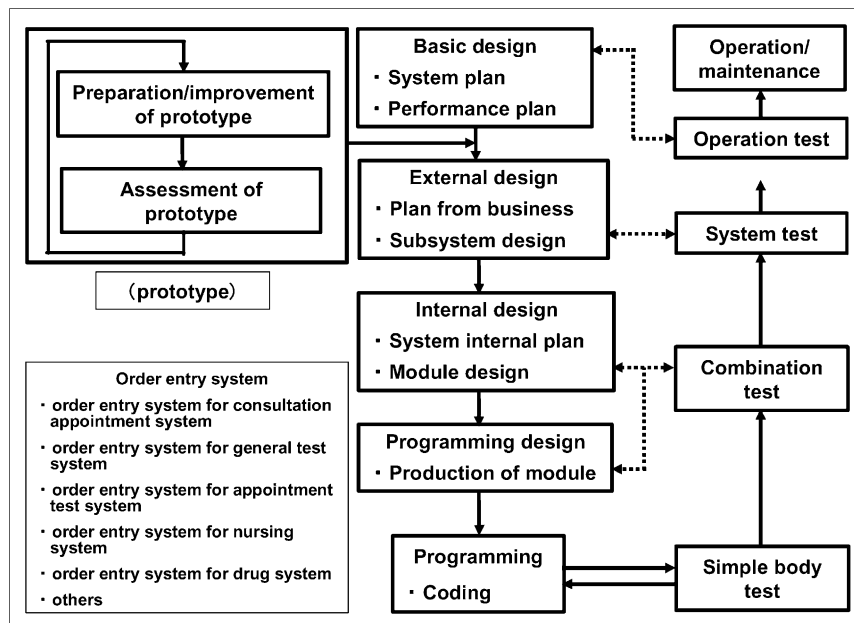 Preparation/improvement
of prototype
Assessment of
prototype
（prototype）
Order entry system
・order entry system for consultation
appointment system
・order entry system for general test
system
・order entry system for appointment
test system
・order entry system for nursing
system
・order entry system for drug system
・others
Basic design
・System plan
・Performance plan
External design
・Plan from business
・Subsystem design
Internal design
・System internal plan
・Module design
Programming design
・Production of module
Programming
・Coding
Operation/
maintenance
Operation test
System test
Combination
test
Simple body
test